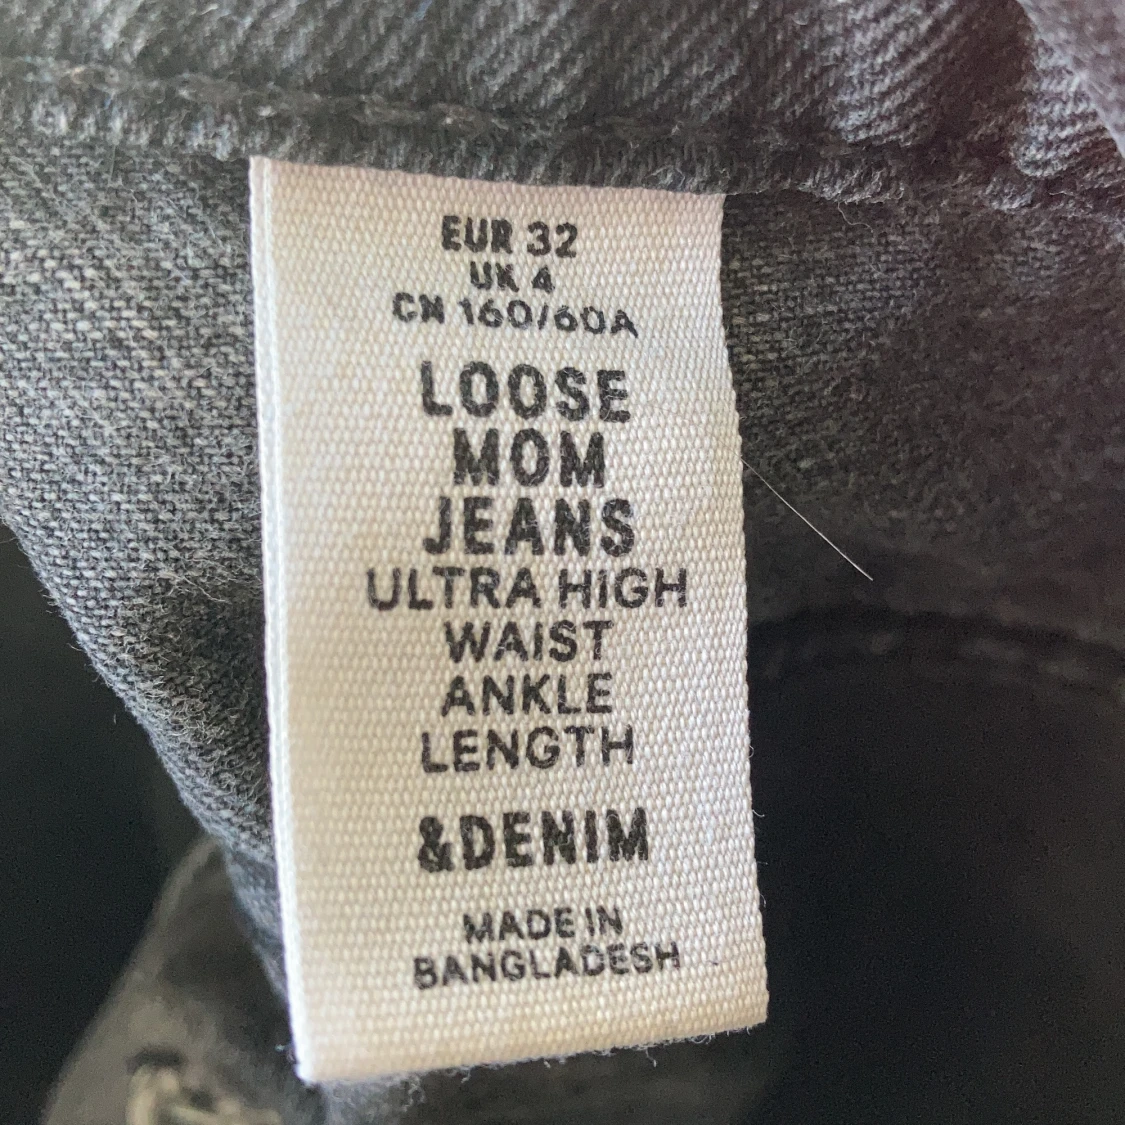 EUR 32
UK 4
CN 160/60A
LOOSE
MOM
JEANS
ULTRA HIGH
WAIST
ANKLE
LENGTH
&DENIM
MADE IN
BANGLADESH